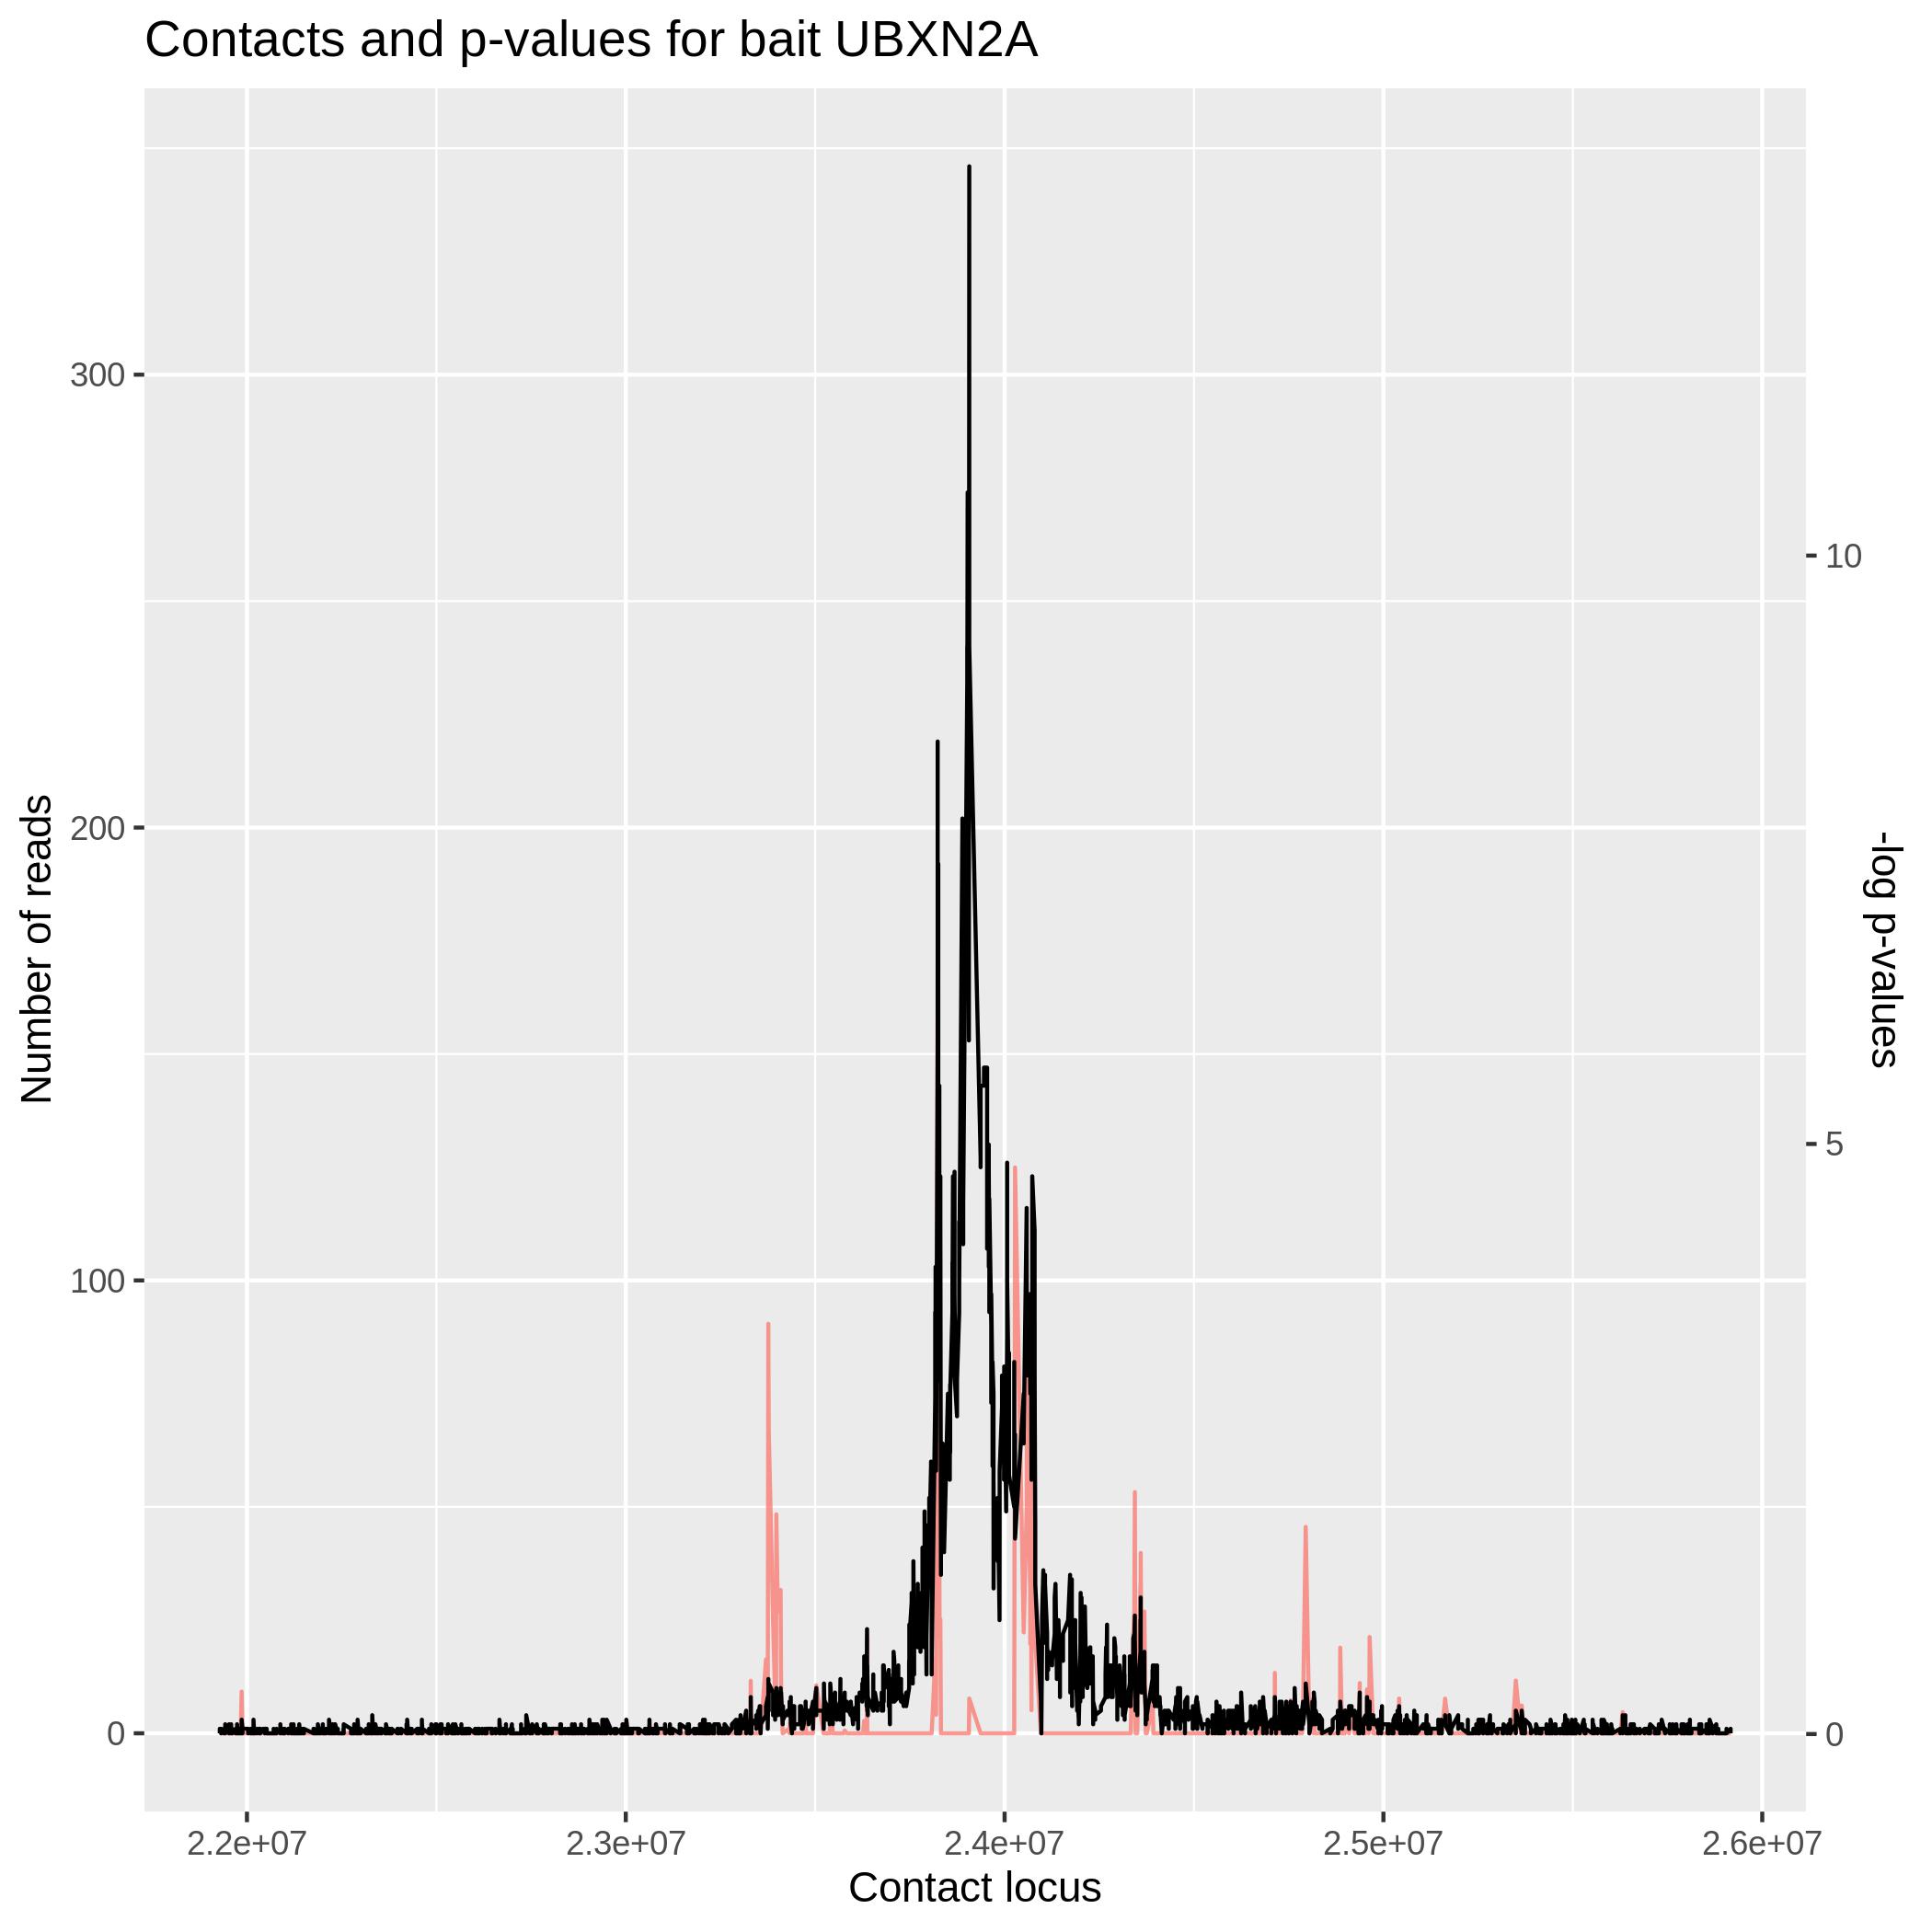 Contacts and p-values for bait UBXN2A
Number of reads
300
200
100
0
10
5
0
-log p-values
2.2e+07
2.3e+07
2.4e+07
2.5e+07
2.6e+07
Contact locus